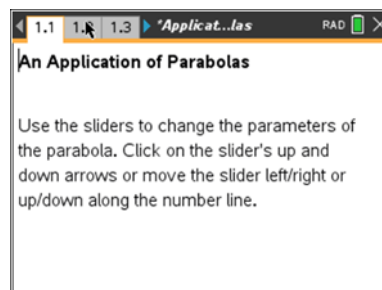 1.1 1.2 1.3 *Applicat...las RAD
An Application of Parabolas
Use the sliders to change the parameters of
the parabola. Click on the slider's up and
down arrows or move the slider left/right or
up/down along the number line.